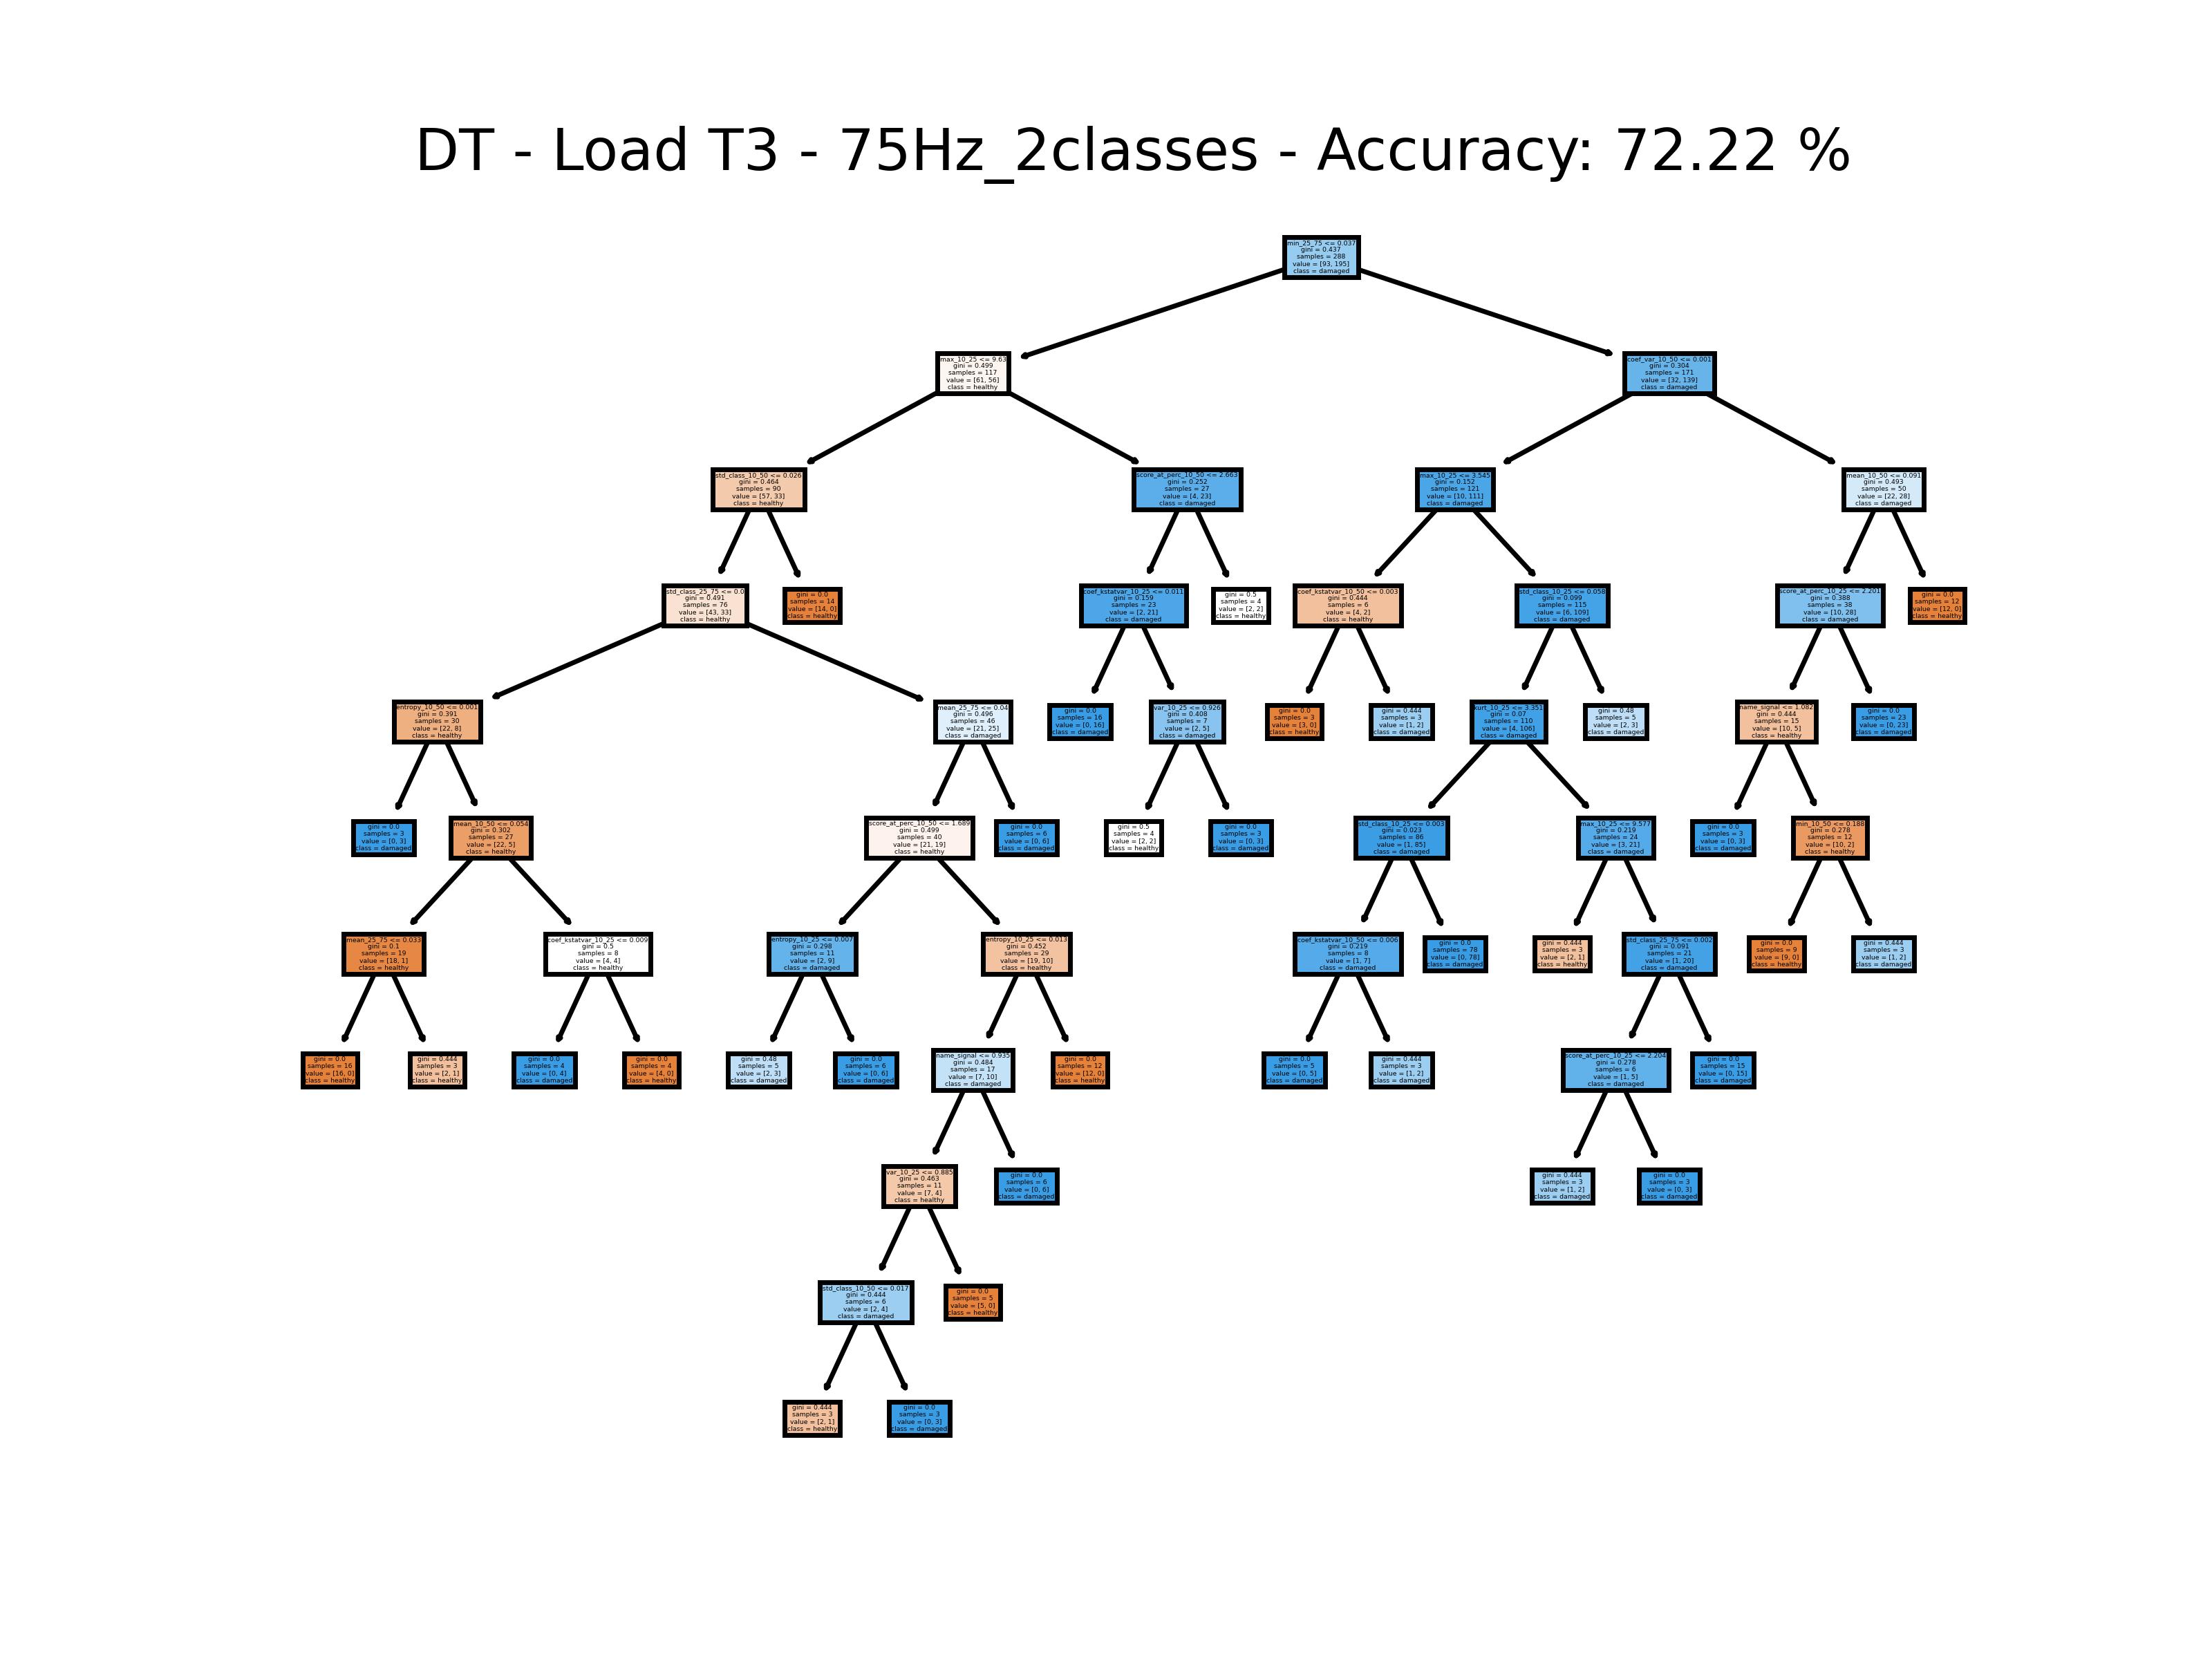 DT - Load T3 - 75Hz_2classes - Accuracy: 72.22 %
min_25_75 <= 0.037
gini = 0.437
samples = 288
value = [93, 195]
class = damaged
max_10_25 <= 9.63
gini = 0.499
samples = 117
value = [61, 56]
class = healthy
coef_var_10_50 <= 0.001
gini = 0.304
samples = 171
value = [32, 139]
class = damaged
std_class_10_50 <= 0.026
gini = 0.464
samples = 90
value = [57, 33]
class = healthy
score_at_perc_10_50 <= 2.663
gini = 0.252
samples = 27
value = [4, 23]
class = damaged
max_10_25 <= 3.545
gini = 0.152
samples = 121
value = [10, 111]
class = damaged
mean_10_50 <= 0.091
gini = 0.493
samples = 50
value = [22, 28]
class = damaged
std_class_25_75 <= 0.0
gini = 0.491
samples = 76
value = [43, 33]
class = healthy
gini = 0.0
samples = 14
value = [14, 0]
class = healthy
coef_kstatvar_10_25 <= 0.011
gini = 0.159
samples = 23
value = [2, 21]
class = damaged
gini = 0.5
samples = 4
value = [2, 2]
class = healthy
coef_kstatvar_10_50 <= 0.003
gini = 0.444
samples = 6
value = [4, 2]
class = healthy
std_class_10_25 <= 0.058
gini = 0.099
samples = 115
value = [6, 109]
class = damaged
score_at_perc_10_25 <= 2.201
gini = 0.388
samples = 38
value = [10, 28]
class = damaged
gini = 0.0
samples = 12
value = [12, 0]
class = healthy
entropy_10_50 <= 0.001
gini = 0.391
samples = 30
value = [22, 8]
class = healthy
mean_25_75 <= 0.04
gini = 0.496
samples = 46
value = [21, 25]
class = damaged
gini = 0.0
samples = 16
value = [0, 16]
class = damaged
var_10_25 <= 0.926
gini = 0.408
samples = 7
value = [2, 5]
class = damaged
gini = 0.0
samples = 3
value = [3, 0]
class = healthy
gini = 0.444
samples = 3
value = [1, 2]
class = damaged
kurt_10_25 <= 3.351
gini = 0.07
samples = 110
value = [4, 106]
class = damaged
gini = 0.48
samples = 5
value = [2, 3]
class = damaged
name_signal <= 1.082
gini = 0.444
samples = 15
value = [10, 5]
class = healthy
gini = 0.0
samples = 23
value = [0, 23]
class = damaged
gini = 0.0
samples = 3
value = [0, 3]
class = damaged
mean_10_50 <= 0.054
gini = 0.302
samples = 27
value = [22, 5]
class = healthy
score_at_perc_10_50 <= 1.689
gini = 0.499
samples = 40
value = [21, 19]
class = healthy
gini = 0.0
samples = 6
value = [0, 6]
class = damaged
gini = 0.5
samples = 4
value = [2, 2]
class = healthy
gini = 0.0
samples = 3
value = [0, 3]
class = damaged
std_class_10_25 <= 0.003
gini = 0.023
samples = 86
value = [1, 85]
class = damaged
max_10_25 <= 9.577
gini = 0.219
samples = 24
value = [3, 21]
class = damaged
gini = 0.0
samples = 3
value = [0, 3]
class = damaged
min_10_50 <= 0.188
gini = 0.278
samples = 12
value = [10, 2]
class = healthy
mean_25_75 <= 0.033
gini = 0.1
samples = 19
value = [18, 1]
class = healthy
coef_kstatvar_10_25 <= 0.009
gini = 0.5
samples = 8
value = [4, 4]
class = healthy
entropy_10_25 <= 0.007
gini = 0.298
samples = 11
value = [2, 9]
class = damaged
entropy_10_25 <= 0.013
gini = 0.452
samples = 29
value = [19, 10]
class = healthy
coef_kstatvar_10_50 <= 0.006
gini = 0.219
samples = 8
value = [1, 7]
class = damaged
gini = 0.0
samples = 78
value = [0, 78]
class = damaged
gini = 0.444
samples = 3
value = [2, 1]
class = healthy
std_class_25_75 <= 0.002
gini = 0.091
samples = 21
value = [1, 20]
class = damaged
gini = 0.0
samples = 9
value = [9, 0]
class = healthy
gini = 0.444
samples = 3
value = [1, 2]
class = damaged
gini = 0.0
samples = 16
value = [16, 0]
class = healthy
gini = 0.444
samples = 3
value = [2, 1]
class = healthy
gini = 0.0
samples = 4
value = [0, 4]
class = damaged
gini = 0.0
samples = 4
value = [4, 0]
class = healthy
gini = 0.48
samples = 5
value = [2, 3]
class = damaged
gini = 0.0
samples = 6
value = [0, 6]
class = damaged
name_signal <= 0.935
gini = 0.484
samples = 17
value = [7, 10]
class = damaged
gini = 0.0
samples = 12
value = [12, 0]
class = healthy
gini = 0.0
samples = 5
value = [0, 5]
class = damaged
gini = 0.444
samples = 3
value = [1, 2]
class = damaged
score_at_perc_10_25 <= 2.204
gini = 0.278
samples = 6
value = [1, 5]
class = damaged
gini = 0.0
samples = 15
value = [0, 15]
class = damaged
var_10_25 <= 0.885
gini = 0.463
samples = 11
value = [7, 4]
class = healthy
gini = 0.0
samples = 6
value = [0, 6]
class = damaged
gini = 0.444
samples = 3
value = [1, 2]
class = damaged
gini = 0.0
samples = 3
value = [0, 3]
class = damaged
std_class_10_50 <= 0.017
gini = 0.444
samples = 6
value = [2, 4]
class = damaged
gini = 0.0
samples = 5
value = [5, 0]
class = healthy
gini = 0.444
samples = 3
value = [2, 1]
class = healthy
gini = 0.0
samples = 3
value = [0, 3]
class = damaged